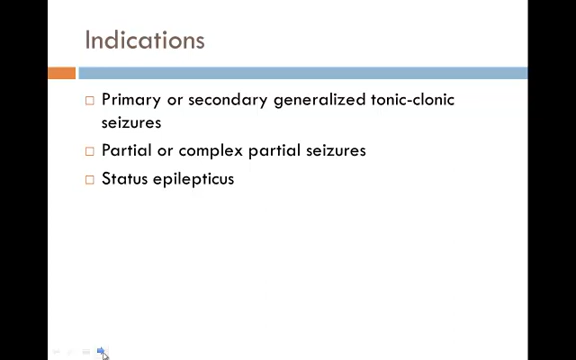 Indications
Primary or secondary generalized tonic-clonic
seizures
Partial or complex partial seizures
Status epilepticus